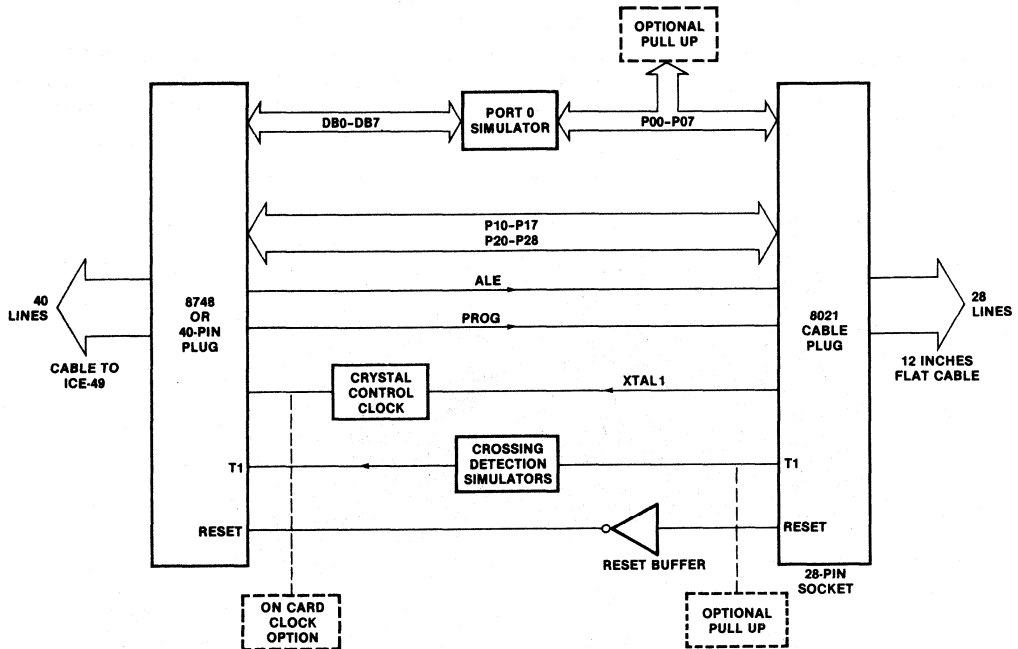 OPTIONAL
PULL UP
DB0-DB7
PORT 0
SIMULATOR
P00-P07
P10-P17
P20-P28
ALE
40
LINES
8748
OR
40-PIN
PLUG
PROG
8021
CABLE
PLUG
28
LINES
CABLE TO
ICE-49
12 INCHES
FLAT CABLE
CRYSTAL
CONTROL
CLOCK
XTAL1
T1
CROSSING
DETECTION
SIMULATORS
T1
RESET
RESET BUFFER
RESET
28-PIN
SOCKET
ON CARD
CLOCK
OPTION
OPTIONAL
PULL UP